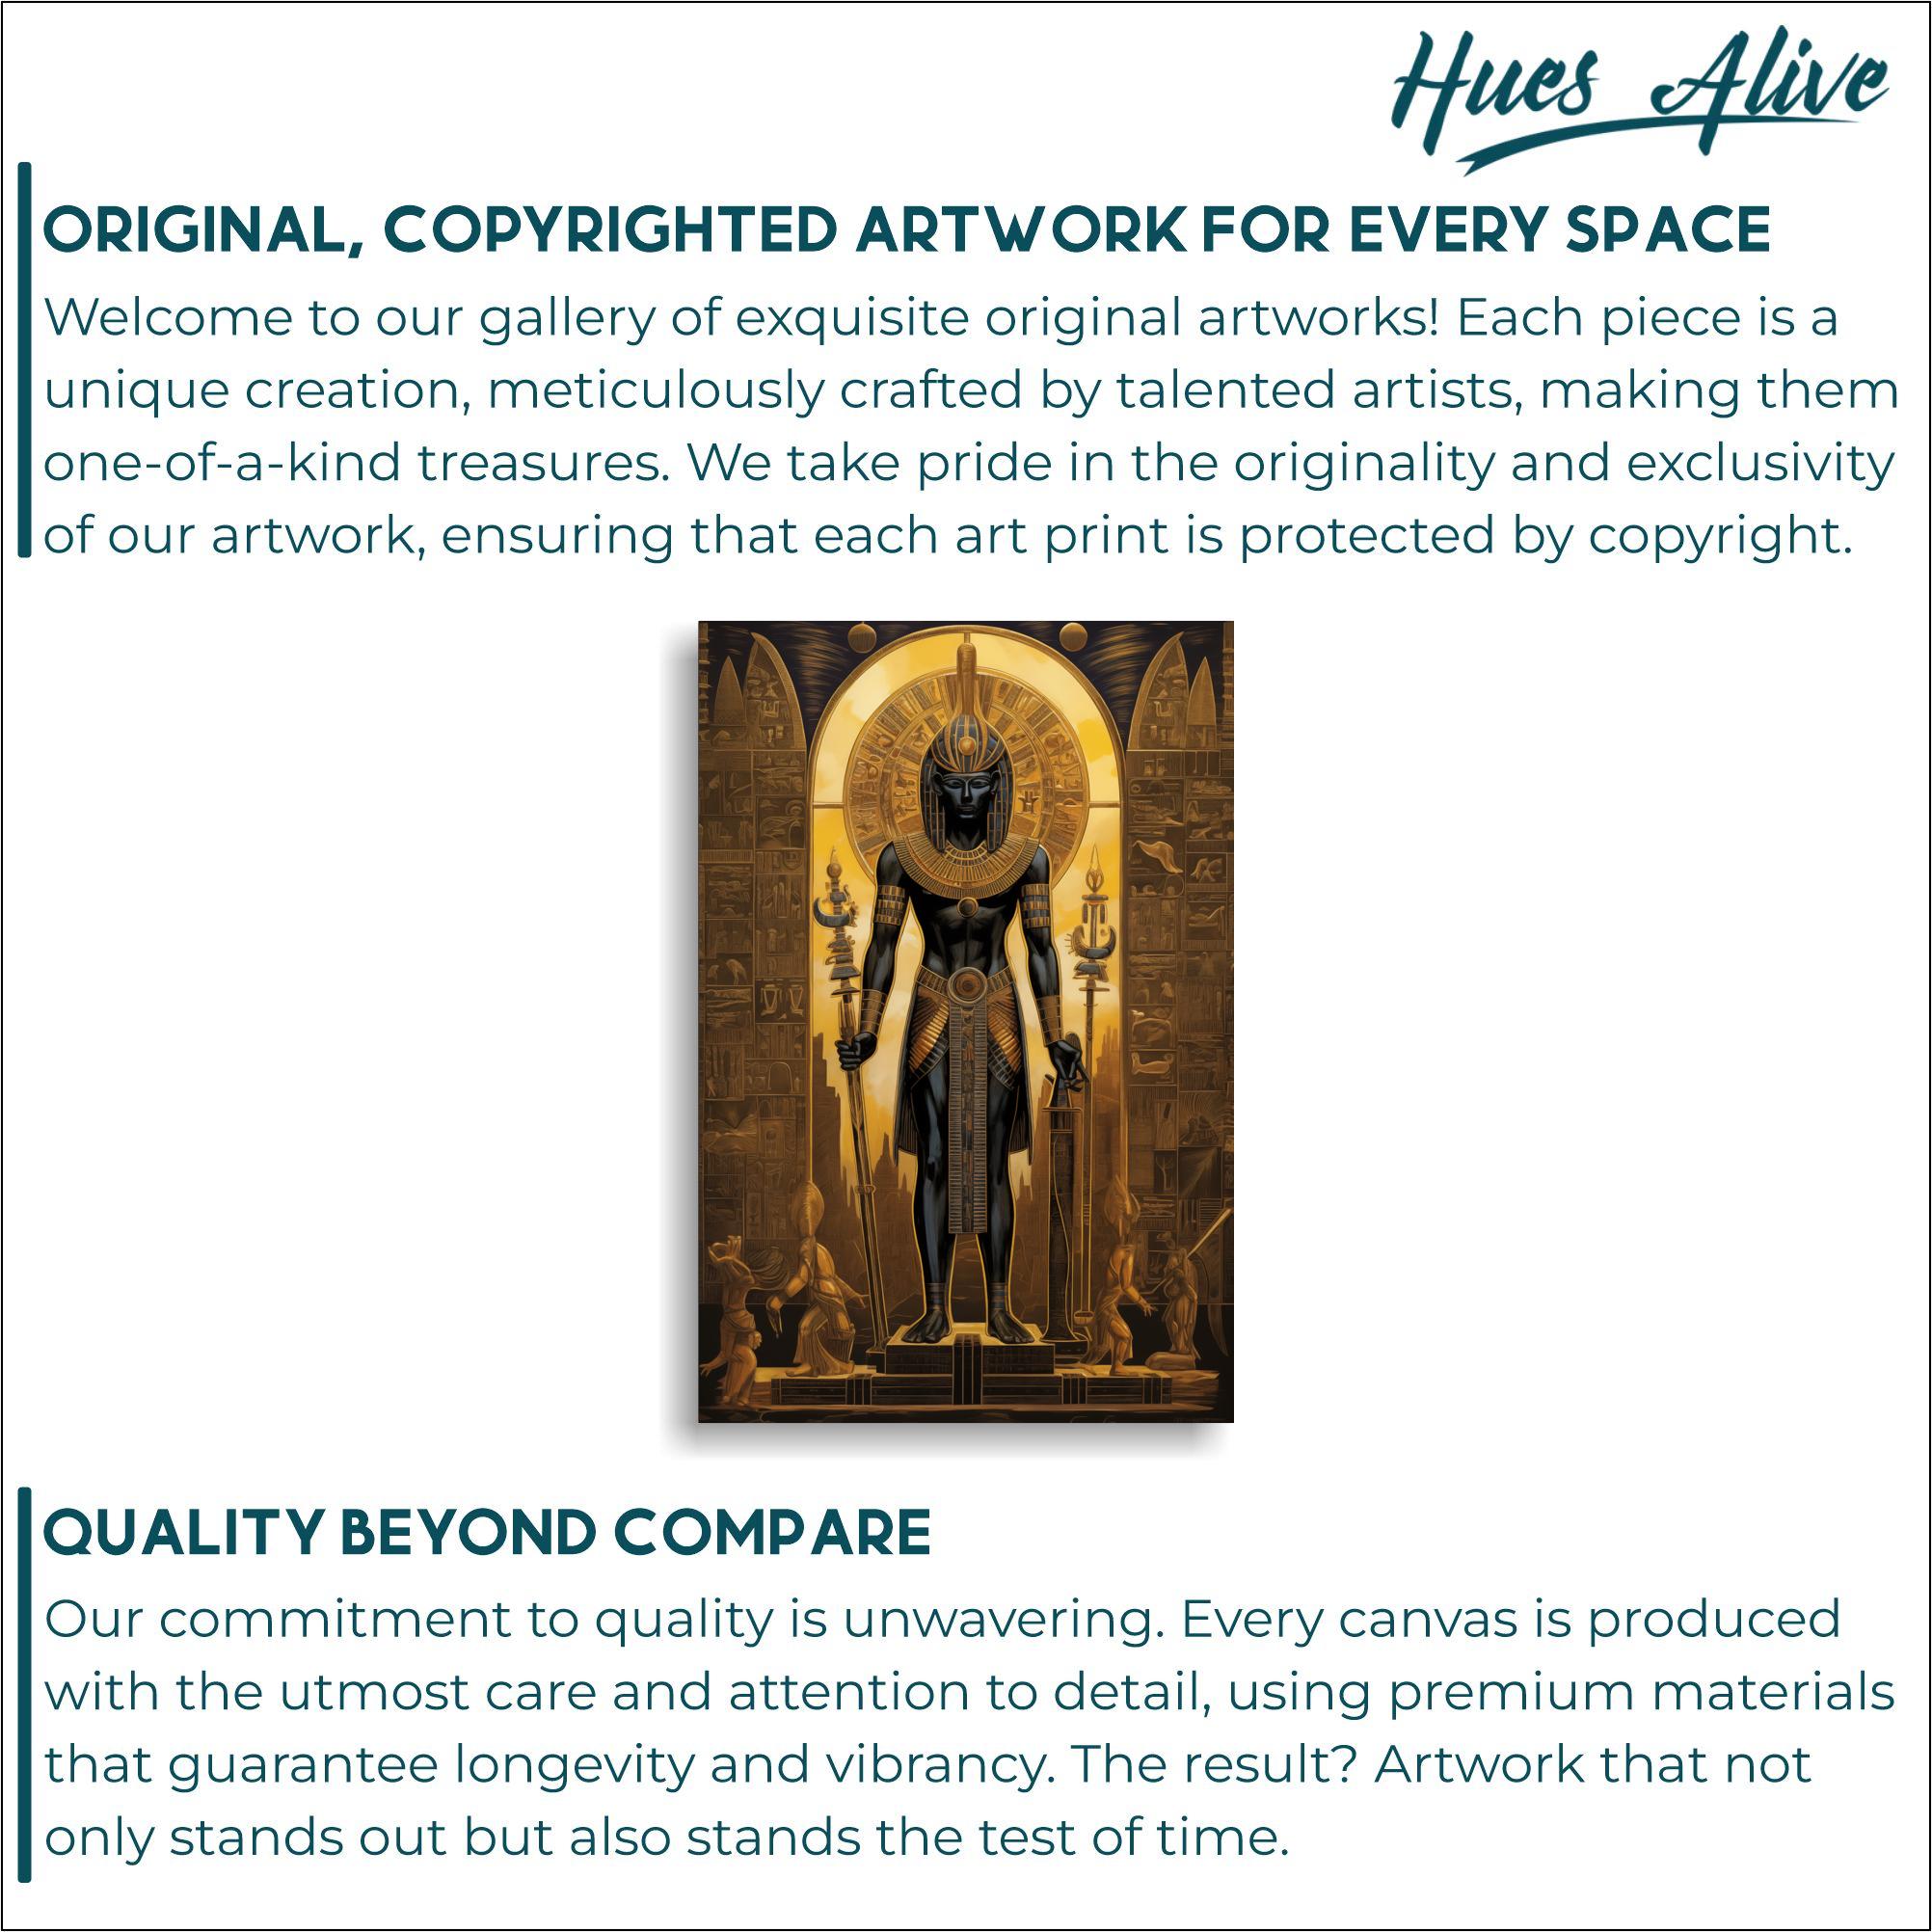 Hues Alive
ORIGINAL, COPYRIGHTED ARTWORK FOR EVERY SPACE
Welcome to our gallery of exquisite original artworks! Each piece is a
unique creation, meticulously crafted by talented artists, making them
one-of-a-kind treasures. We take pride in the originality and exclusivity
of our artwork, ensuring that each art print is protected by copyright.
QUALITY BEYOND COMPARE
Our commitment to quality is unwavering. Every canvas is produced
with the utmost care and attention to detail, using premium materials
that guarantee longevity and vibrancy. The result? Artwork that not
only stands out but also stands the test of time.